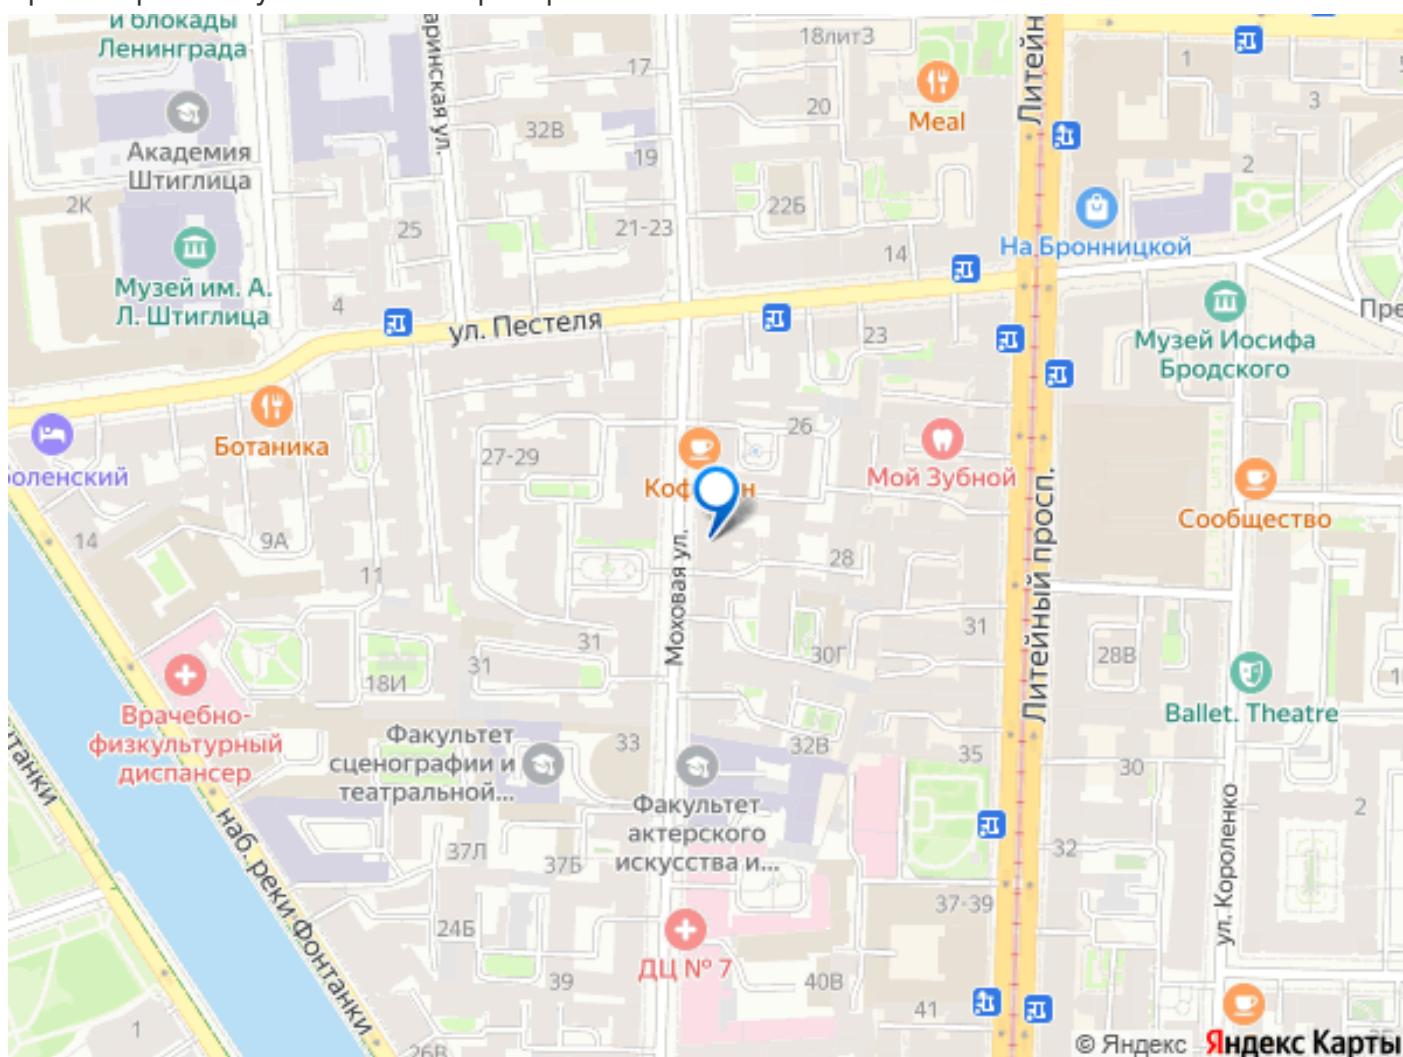 и блокады
Ленинграда
18лит3
Meal
1
3
17
20
32В
19
2
Академия
Штиглица
2К
25
21-23
22Б
14
На Бронницкой
Музей им. А.
Л. Штиглица
4
ул. Пестеля
23
Музей Иосифа
Бродского
Ботаника
27-29
26
Мой Зубной
Сообщество
14
9А
11
28
Моховая ул.
Литейный просп.
31
31
31
30Г
28В
18И
Врачебно-
физкультурный
диспансер
Факультет
сценографии и
театральной...
33
32В
35
30
Ballet. Theatre
Факультет
актерского
искусства и...
наб. реки Фонтанки
37Л
37Б
32
2
ул. Короленко
37-39
24Б
39
ДЦ № 7
40В
41
1
26В
© Яндекс Яндекс Карты